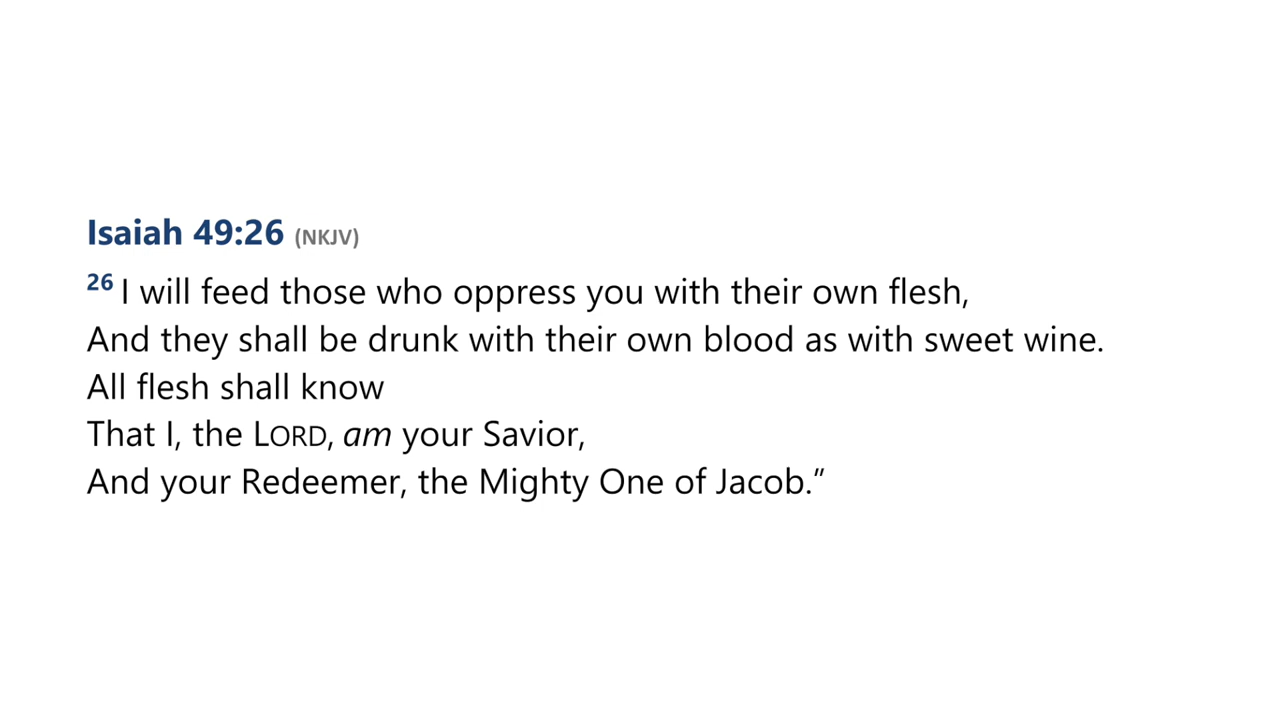 Isaiah 49:26 (NKJV)
26 I will feed those who oppress you with their own flesh,
And they shall be drunk with their own blood as with sweet wine.
All flesh shall know
That I, the LORD, am your Savior,
And your Redeemer, the Mighty One of Jacob.”